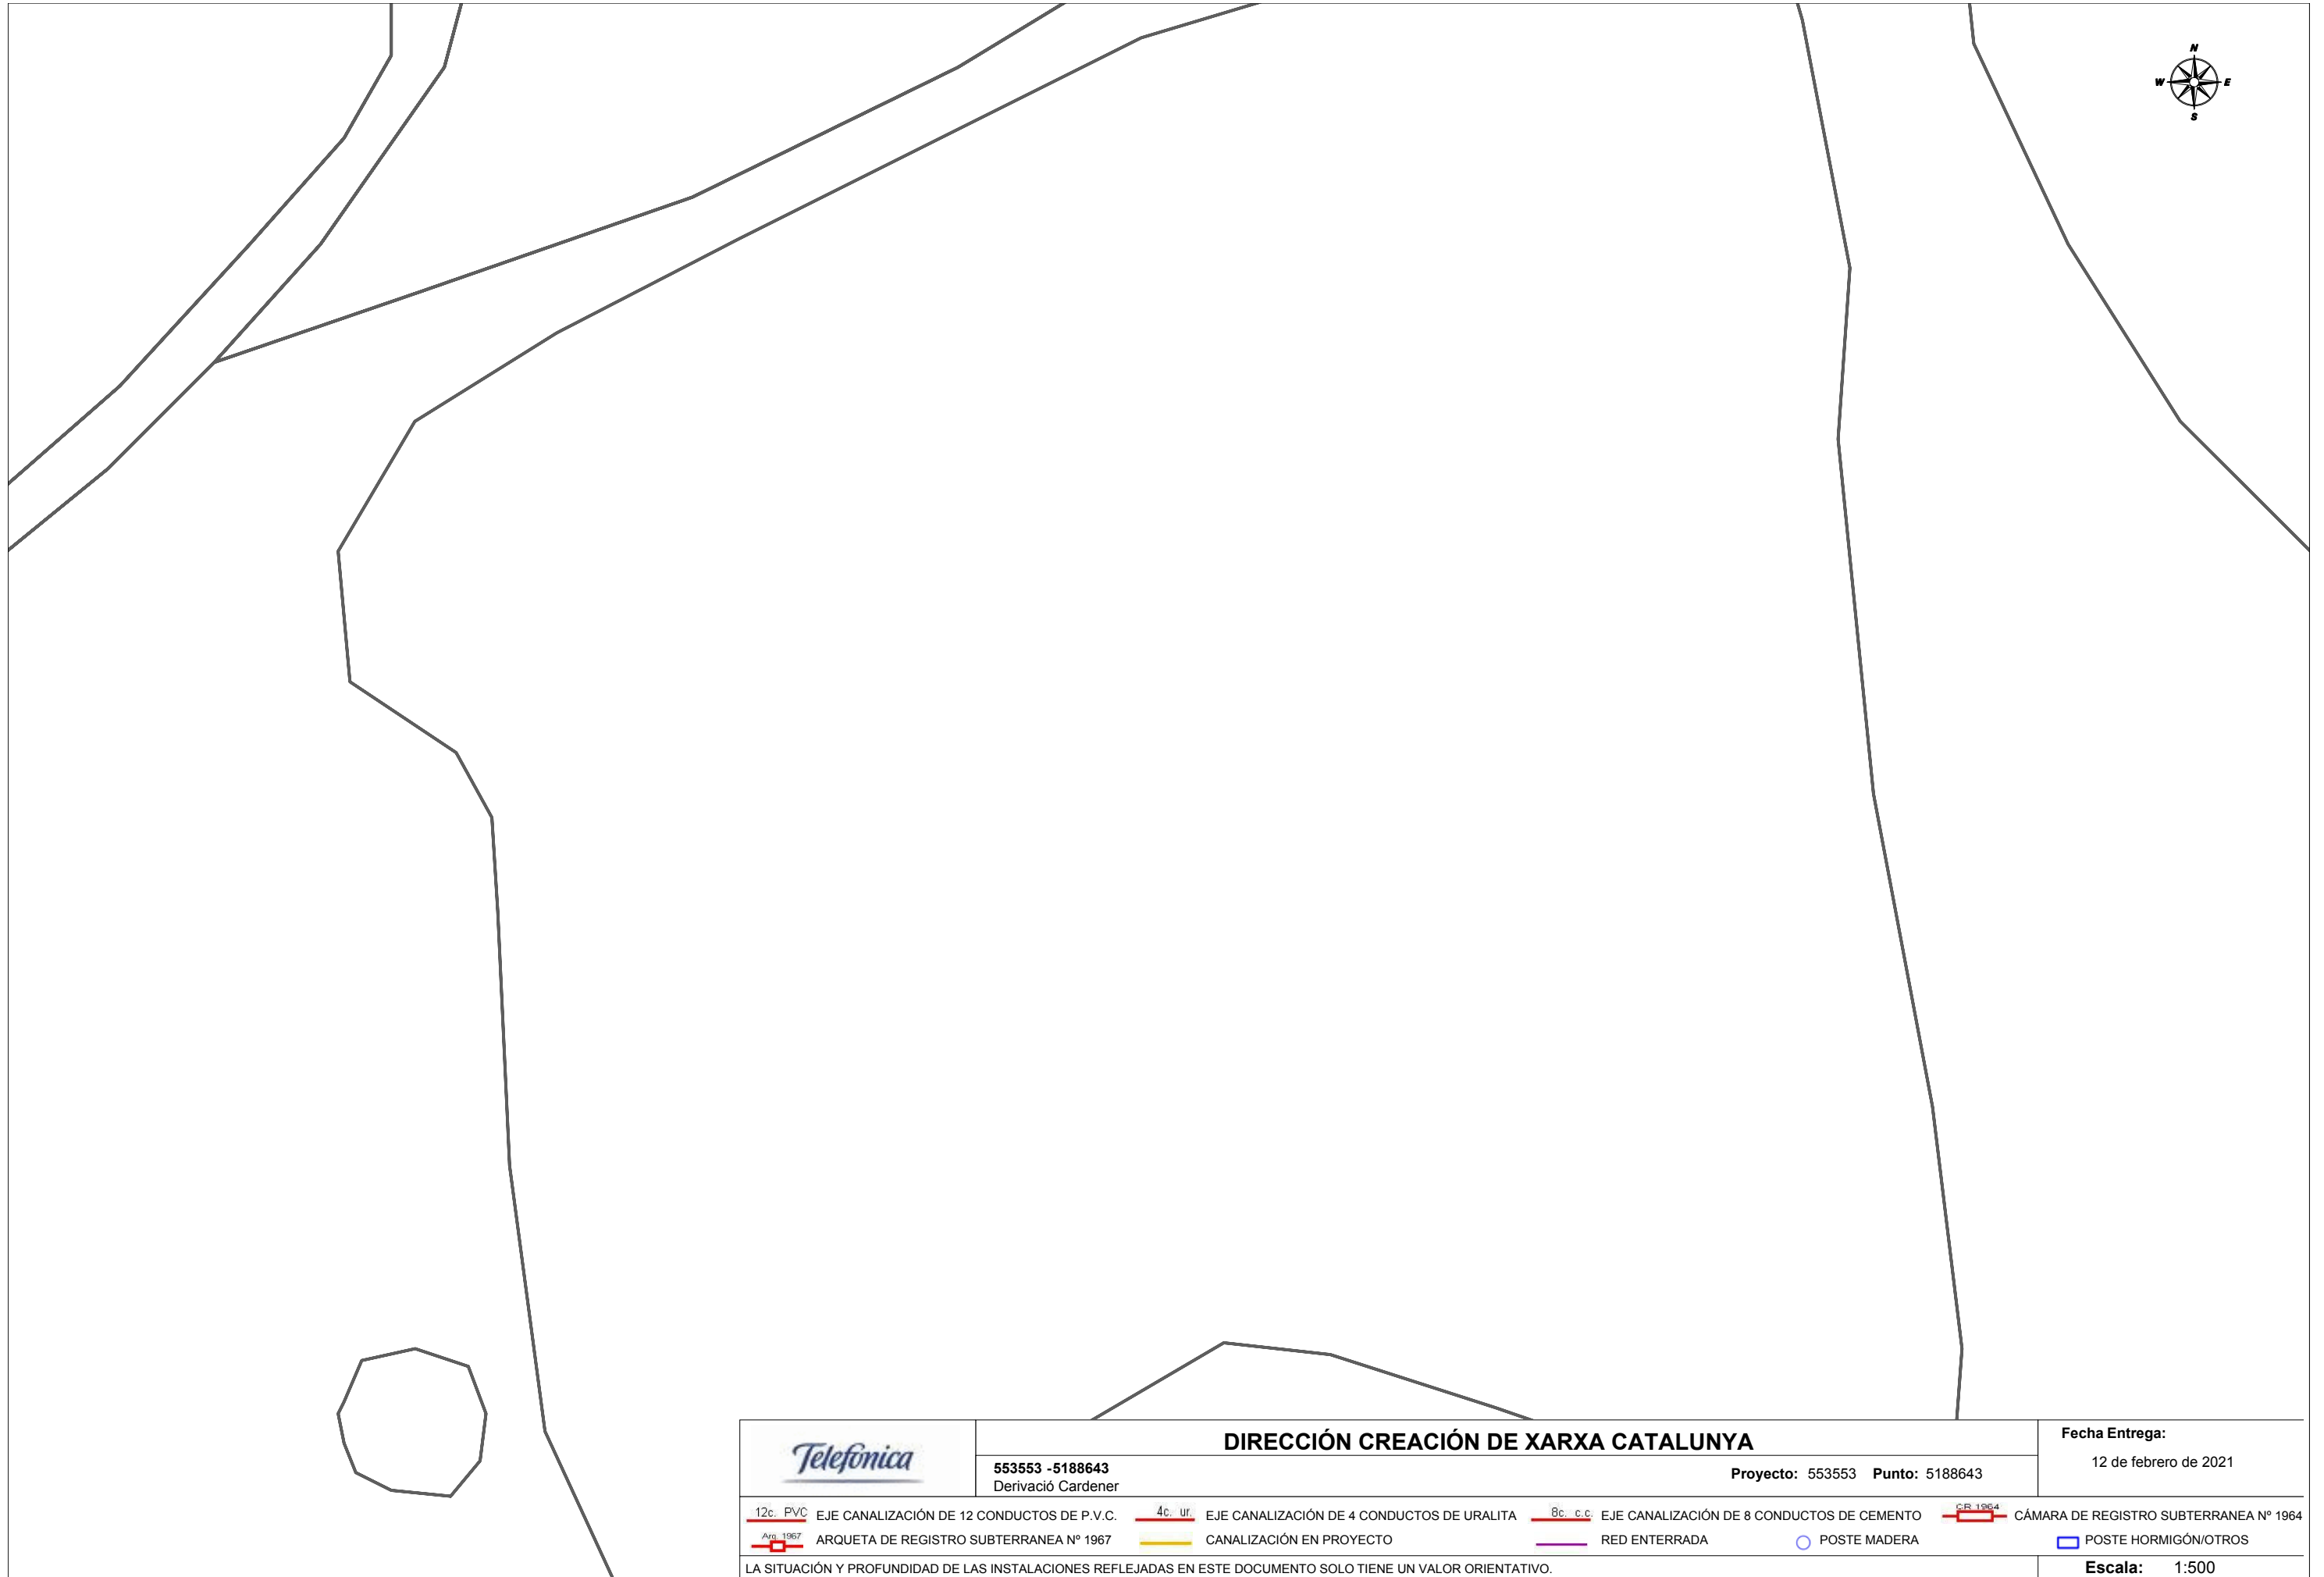 N
W E
S
Telefónica
DIRECCIÓN CREACIÓN DE XARXA CATALUNYA
Fecha Entrega:
12 de febrero de 2021
553553 -5188643
Derivació Cardener
Proyecto: 553553 Punto: 5188643
12c. PVC EJE CANALIZACIÓN DE 12 CONDUCTOS DE P.V.C. 4c. ur. EJE CANALIZACIÓN DE 4 CONDUCTOS DE URALITA 8c. c.c. EJE CANALIZACIÓN DE 8 CONDUCTOS DE CEMENTO C.R. 1964 CÁMARA DE REGISTRO SUBTERRANEA Nº 1964
Arq. 1967 ARQUETA DE REGISTRO SUBTERRANEA Nº 1967 CANALIZACIÓN EN PROYECTO RED ENTERRADA POSTE MADERA POSTE HORMIGÓN/OTROS
LA SITUACIÓN Y PROFUNDIDAD DE LAS INSTALACIONES REFLEJADAS EN ESTE DOCUMENTO SOLO TIENE UN VALOR ORIENTATIVO.
Escala: 1:500